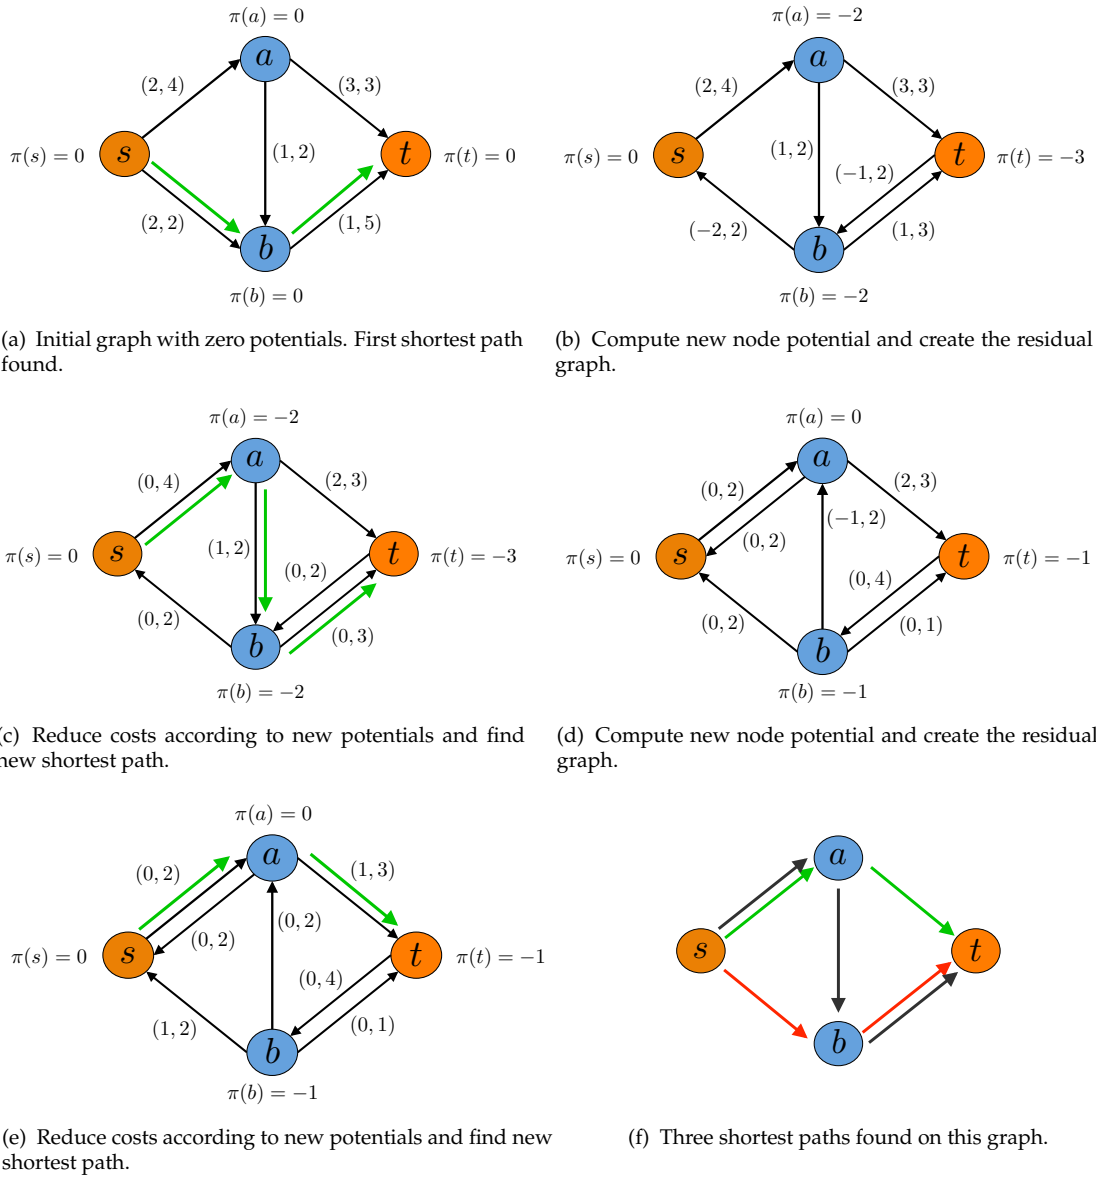 π(a) = 0
a
(2, 4)
(3, 3)
π(s) = 0
s
(1, 2)
t
π(t) = 0
(2, 2)
(1, 5)
b
π(b) = 0
(a) Initial graph with zero potentials. First shortest path
found.
π(a) = −2
a
(2, 4)
(3, 3)
π(s) = 0
s
(1, 2)
t
π(t) = −3
(−1, 2)
(−2, 2)
(1, 3)
b
π(b) = −2
(b) Compute new node potential and create the residual
graph.
π(a) = −2
a
(0, 4)
(2, 3)
π(s) = 0
s
(1, 2)
t
π(t) = −3
(0, 2)
(0, 2)
(0, 3)
b
π(b) = −2
(c) Reduce costs according to new potentials and find
new shortest path.
π(a) = 0
a
(0, 2)
(2, 3)
(−1, 2)
(0, 2)
π(s) = 0
s
t
π(t) = −1
(0, 4)
(0, 2)
(0, 1)
b
π(b) = −1
(d) Compute new node potential and create the residual
graph.
π(a) = 0
a
(0, 2)
(1, 3)
(0, 2)
(0, 2)
π(s) = 0
s
t
π(t) = −1
(0, 4)
(1, 2)
(0, 1)
b
π(b) = −1
(e) Reduce costs according to new potentials and find new
shortest path.
a
s
t
b
(f) Three shortest paths found on this graph.